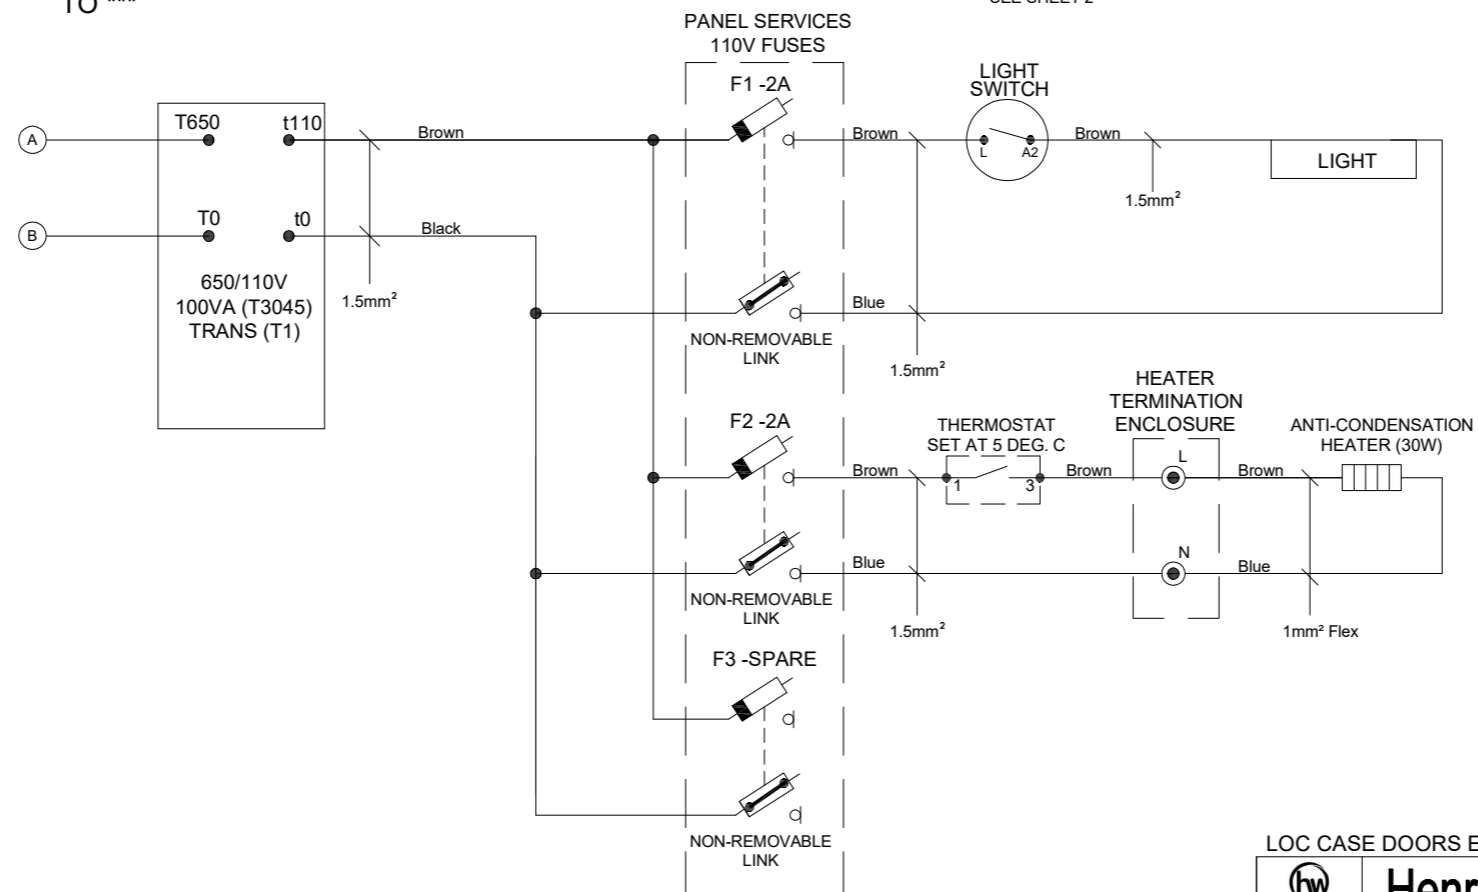 TO ***
PANEL SERVICES
110V FUSES
F1 -2A
LIGHT
SWITCH
T650
t110
Brown
A
Brown
L
A2
Brown
LIGHT
1.5mm²
T0
t0
Black
B
650/110V
100VA (T3045)
TRANS (T1)
1.5mm²
Blue
NON-REMOVABLE
LINK
1.5mm²
HEATER
TERMINATION
ENCLOSURE
F2 -2A
THERMOSTAT
SET AT 5 DEG. C
ANTI-CONDENSATION
HEATER (30W)
Brown
1
3
Brown
L
Brown
Blue
N
Blue
NON-REMOVABLE
LINK
1.5mm²
1mm² Flex
F3 -SPARE
NON-REMOVABLE
LINK
LOC CASE DOORS E
hw
Henr